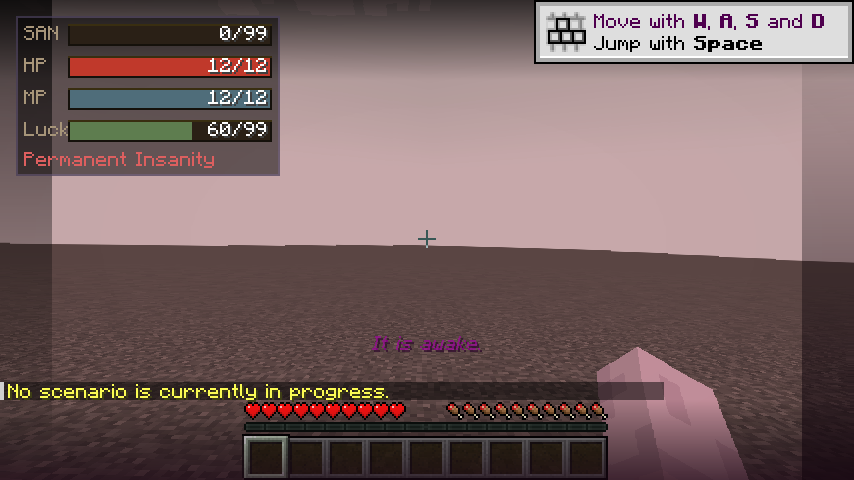 SAN 0/99
HP 12/12
MP 12/12
Luck 60/99
Permanent Insanity
Move with W, A, S and D
Jump with Space
It is awake.
No scenario is currently in progress.